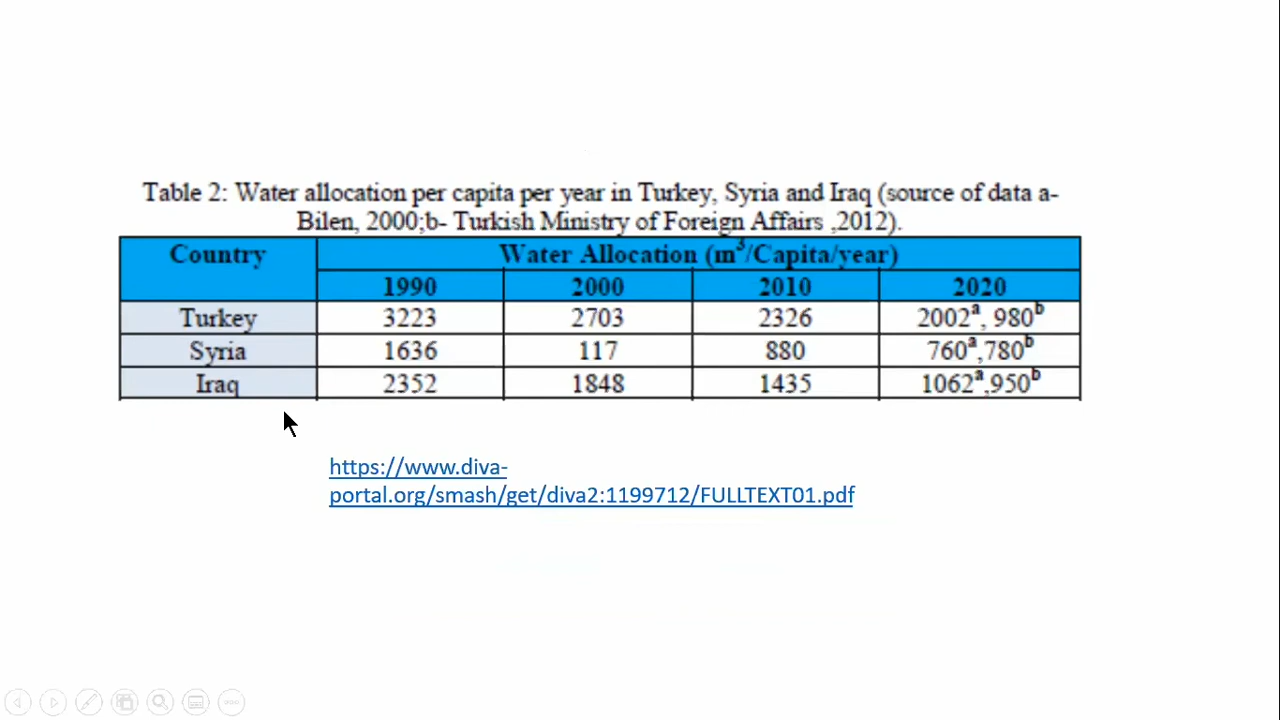 Table 2: Water allocation per capita per year in Turkey, Syria and Iraq (source of data a-
Bilen, 2000;b- Turkish Ministry of Foreign Affairs ,2012).
Country Water Allocation (m³/Capita/year)
1990 2000 2010 2020
Turkey 3223 2703 2326 2002ᵃ, 980ᵇ
Syria 1636 117 880 760ᵃ,780ᵇ
Iraq 2352 1848 1435 1062ᵃ,950ᵇ
https://www.diva-
portal.org/smash/get/diva2:1199712/FULLTEXT01.pdf